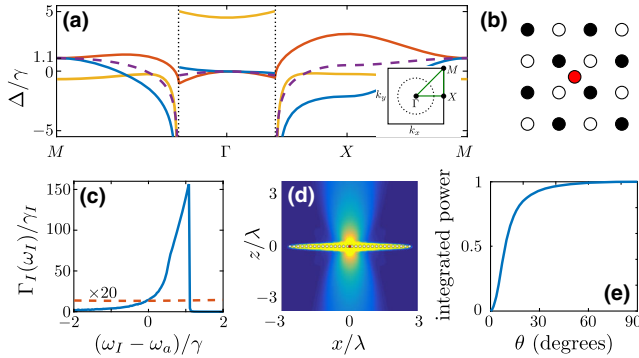 (a)
Δ/γ
1.1
0
−5
M
Γ
X
M
k_y
k_x
Γ
M
X
(b)
(c)
Γ_I(ω_I)/γ_I
150
100
50
0
×20
−2
0
2
(ω_I − ω_a)/γ
(d)
z/λ
3
0
−3
−3
0
3
x/λ
integrated power
1
0.5
0
(e)
0
30
60
90
θ (degrees)